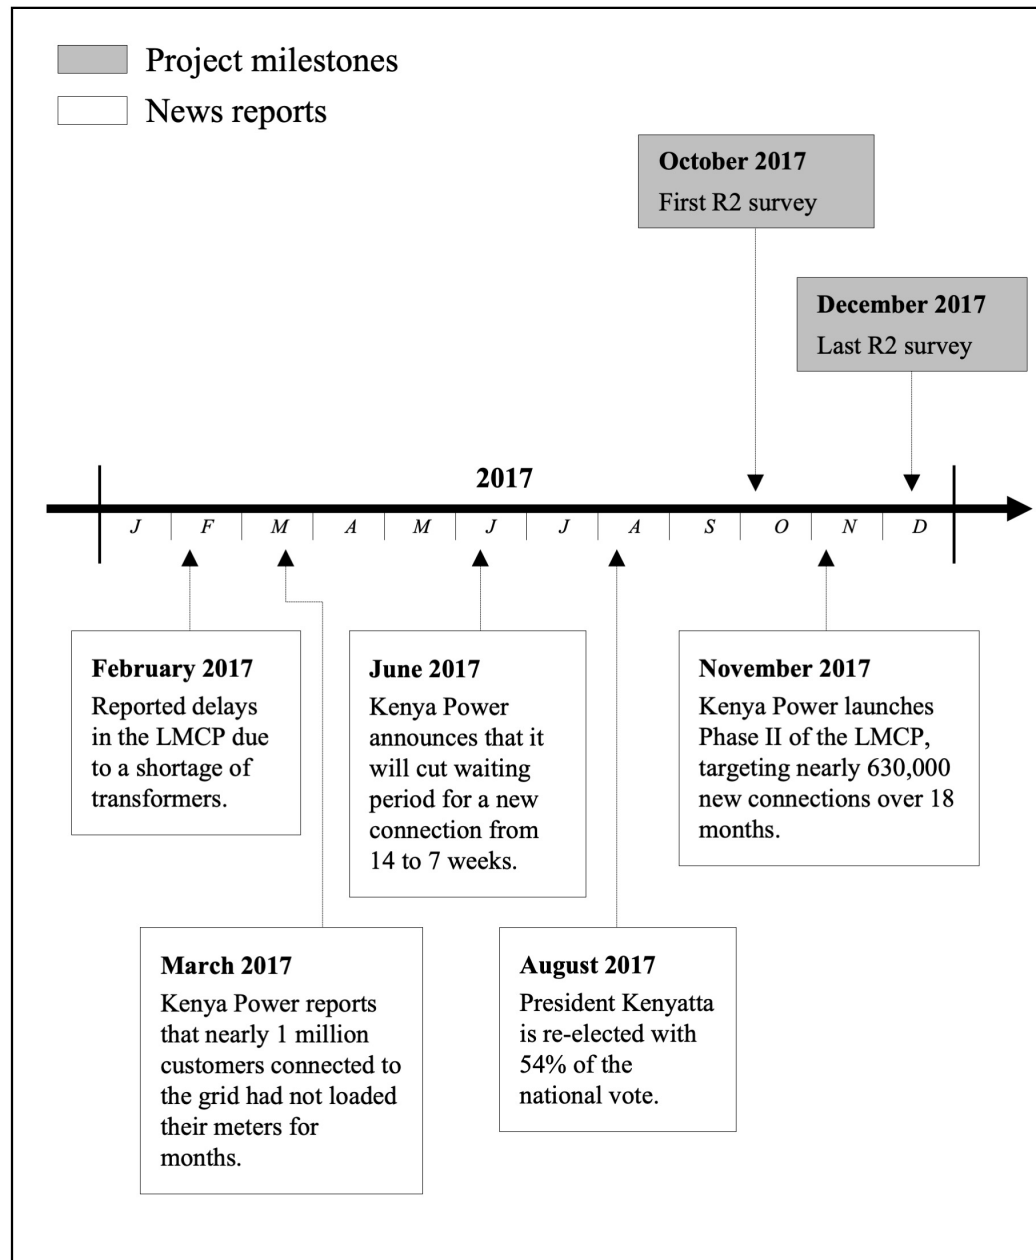 Project milestones
News reports
October 2017
First R2 survey
December 2017
Last R2 survey
2017
J F M A M J J A S O N D
February 2017
Reported delays
in the LMCP due
to a shortage of
transformers.
June 2017
Kenya Power
announces that it
will cut waiting
period for a new
connection from
14 to 7 weeks.
November 2017
Kenya Power launches
Phase II of the LMCP,
targeting nearly 630,000
new connections over 18
months.
March 2017
Kenya Power reports
that nearly 1 million
customers connected to
the grid had not loaded
their meters for
months.
August 2017
President Kenyatta
is re-elected with
54% of the
national vote.